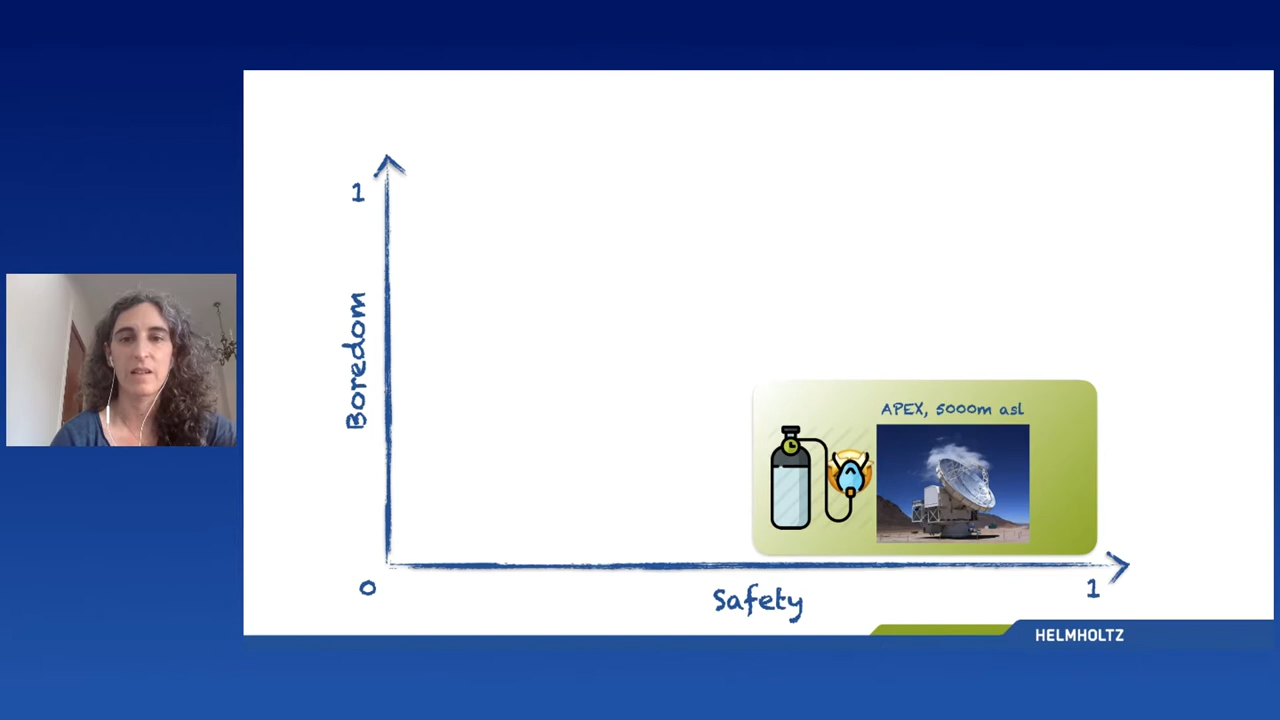 1
Boredom
APEX, 5000m asl
0
Safety
1
HELMHOLTZ